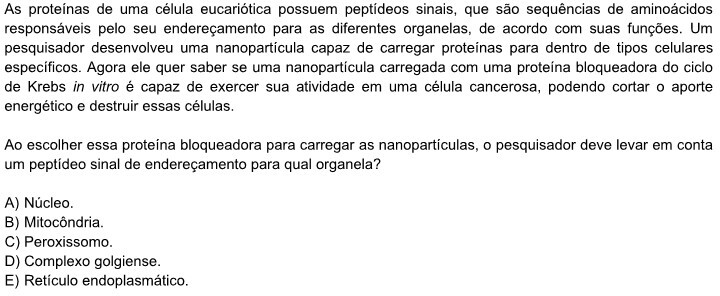 As proteínas de uma célula eucariótica possuem peptídeos sinais, que são sequências de aminoácidos
responsáveis pelo seu endereçamento para as diferentes organelas, de acordo com suas funções. Um
pesquisador desenvolveu uma nanopartícula capaz de carregar proteínas para dentro de tipos celulares
específicos. Agora ele quer saber se uma nanopartícula carregada com uma proteína bloqueadora do ciclo
de Krebs in vitro é capaz de exercer sua atividade em uma célula cancerosa, podendo cortar o aporte
energético e destruir essas células.
Ao escolher essa proteína bloqueadora para carregar as nanopartículas, o pesquisador deve levar em conta
um peptídeo sinal de endereçamento para qual organela?
A) Núcleo.
B) Mitocôndria.
C) Peroxissomo.
D) Complexo golgiense.
E) Retículo endoplasmático.